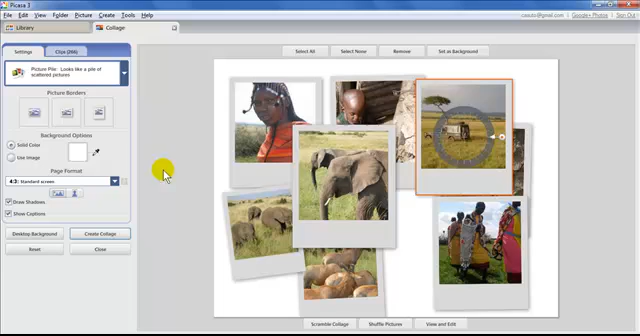 Picasa 3
File Edit View Folder Picture Create Tools Help
Google+ Photos Sign Out
Library
Collage
Settings
Select All Select None Remove Set as Background
Picture Pile: Looks like a pile of
scattered pictures
Picture Borders
Background Options
Solid Color
Use Image
Page Format
4:3: Standard screen
Draw Shadows
Show Captions
Desktop Background Create Collage
Reset Close
Scramble Collage Shuffle Pictures View and Edit